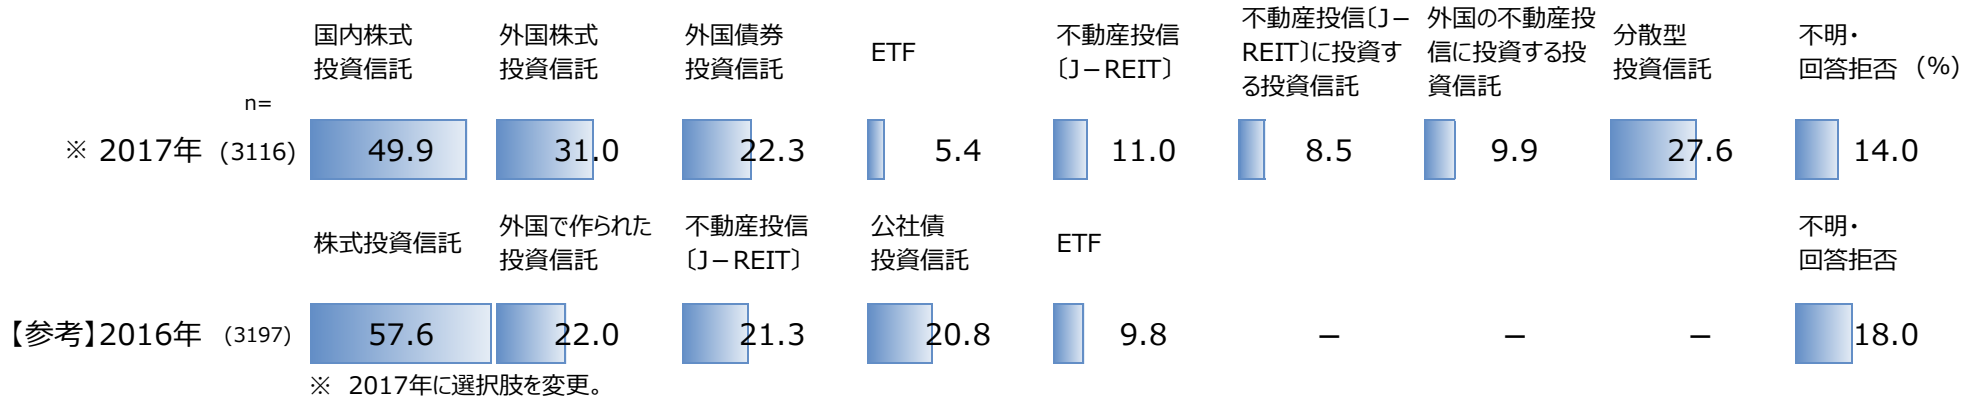 国内株式
投資信託
外国株式
投資信託
外国債券
投資信託
ETF
不動産投信
〔J－REIT〕
不動産投信〔J－
REIT〕に投資す
る投資信託
外国の不動産投
信に投資する投
資信託
分散型
投資信託
不明・
回答拒否
(%)
n=
※ 2017年 (3116) 49.9 31.0 22.3 5.4 11.0 8.5 9.9 27.6 14.0
株式投資信託
外国で作られた
投資信託
不動産投信
〔J－REIT〕
公社債
投資信託
ETF
不明・
回答拒否
【参考】2016年 (3197) 57.6 22.0 21.3 20.8 9.8 － － － 18.0
※ 2017年に選択肢を変更。